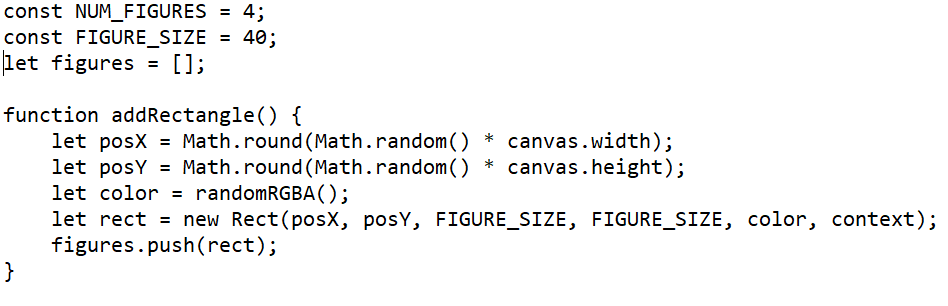 const NUM_FIGURES = 4;
const FIGURE_SIZE = 40;
let figures = [];

function addRectangle() {
    let posX = Math.round(Math.random() * canvas.width);
    let posY = Math.round(Math.random() * canvas.height);
    let color = randomRGBA();
    let rect = new Rect(posX, posY, FIGURE_SIZE, FIGURE_SIZE, color, context);
    figures.push(rect);
}